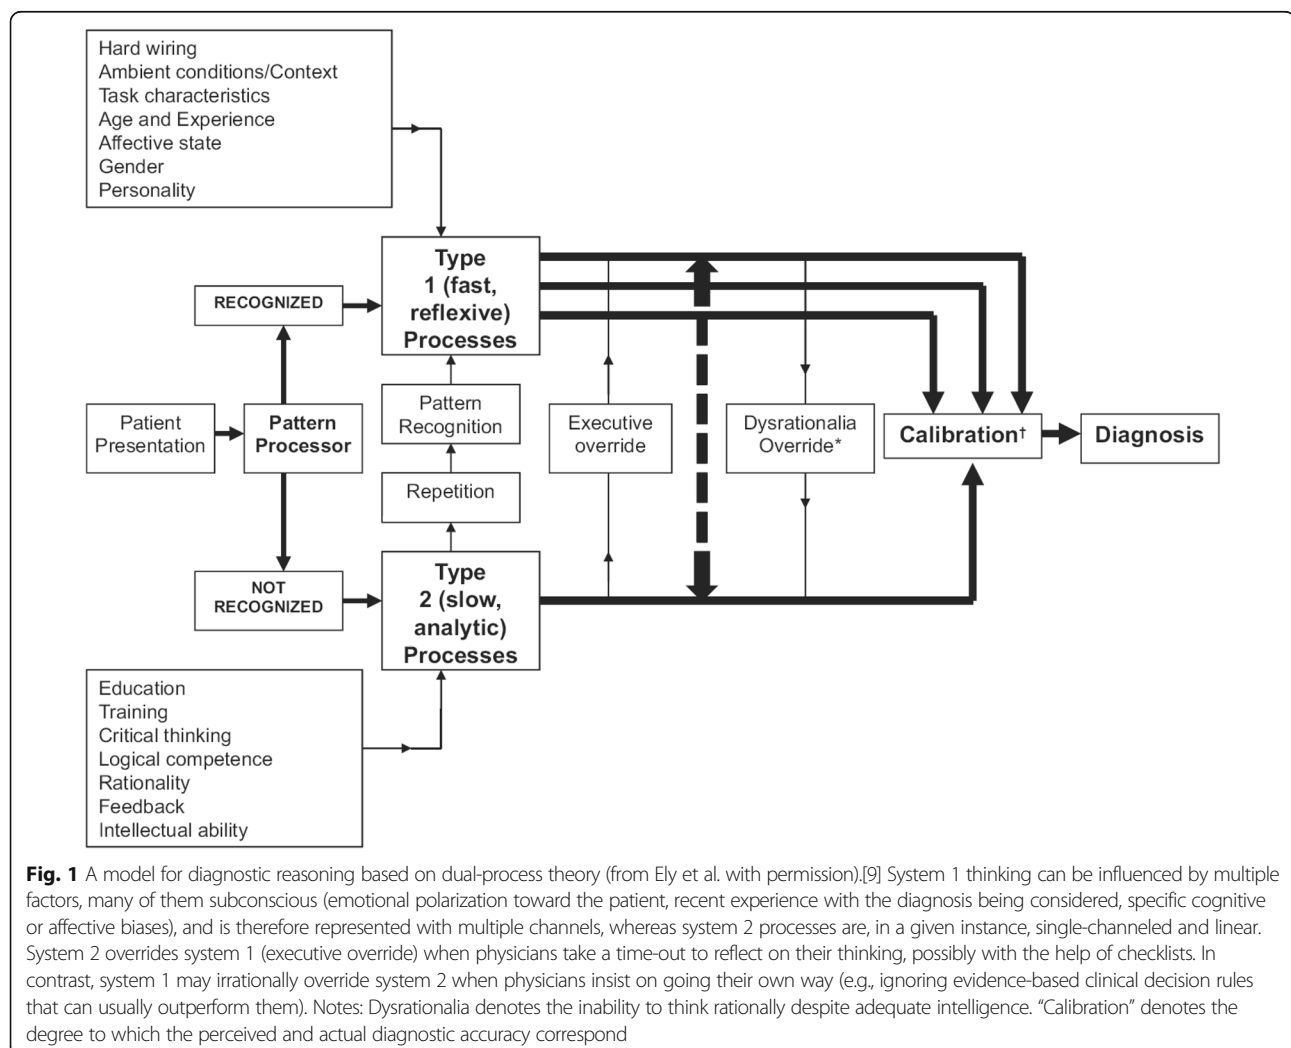 Hard wiring
Ambient conditions/Context
Task characteristics
Age and Experience
Affective state
Gender
Personality
Type
1 (fast,
reflexive)
Processes
RECOGNIZED
Patient
Presentation
Pattern
Processor
Pattern
Recognition
Repetition
Executive
override
Dysrationalia
Override*
Calibration†
Diagnosis
NOT
RECOGNIZED
Type
2 (slow,
analytic)
Processes
Education
Training
Critical thinking
Logical competence
Rationality
Feedback
Intellectual ability
Fig. 1 A model for diagnostic reasoning based on dual-process theory (from Ely et al. with permission).[9] System 1 thinking can be influenced by multiple
factors, many of them subconscious (emotional polarization toward the patient, recent experience with the diagnosis being considered, specific cognitive
or affective biases), and is therefore represented with multiple channels, whereas system 2 processes are, in a given instance, single-channeled and linear.
System 2 overrides system 1 (executive override) when physicians take a time-out to reflect on their thinking, possibly with the help of checklists. In
contrast, system 1 may irrationally override system 2 when physicians insist on going their own way (e.g., ignoring evidence-based clinical decision rules
that can usually outperform them). Notes: Dysrationalia denotes the inability to think rationally despite adequate intelligence. “Calibration” denotes the
degree to which the perceived and actual diagnostic accuracy correspond